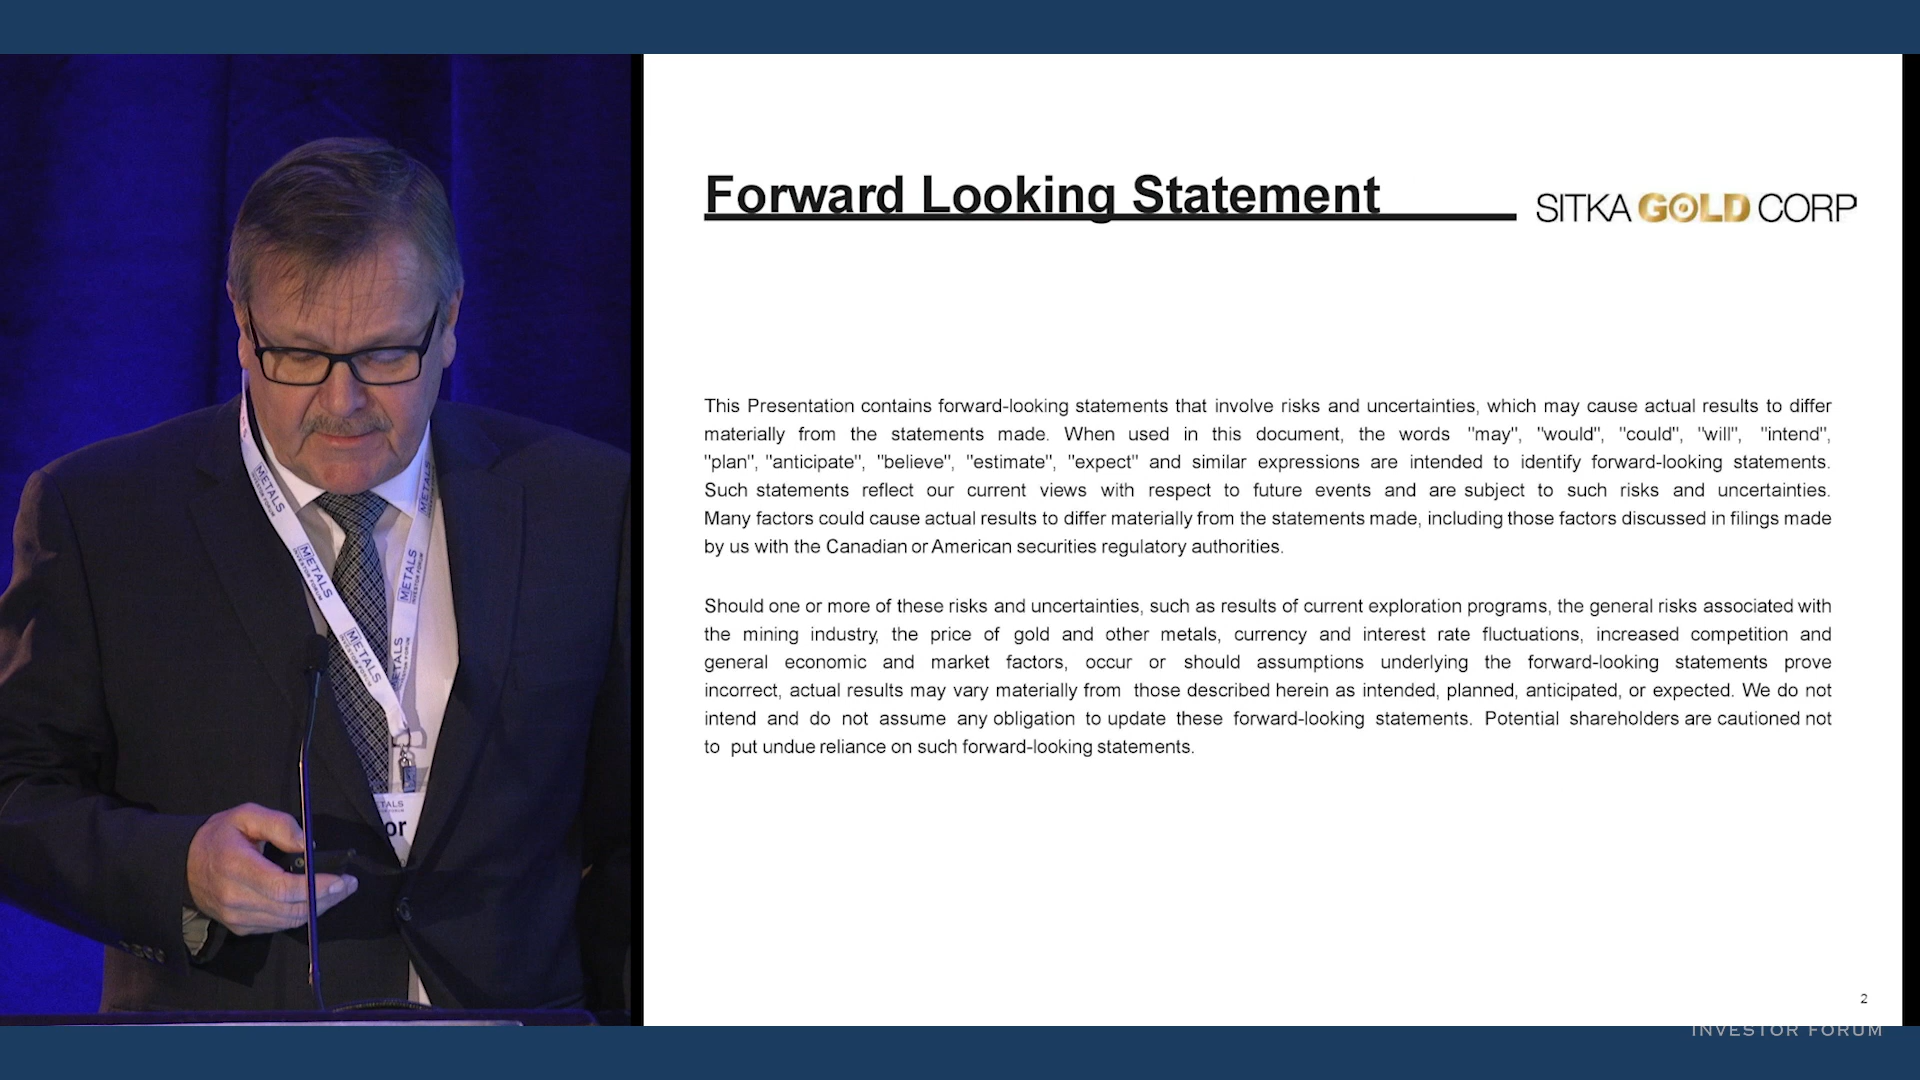 Forward Looking Statement
SITKA GOLD CORP
This Presentation contains forward-looking statements that involve risks and uncertainties, which may cause actual results to differ
materially from the statements made. When used in this document, the words "may", "would", "could", "will", "intend",
"plan", "anticipate", "believe", "estimate", "expect" and similar expressions are intended to identify forward-looking statements.
Such statements reflect our current views with respect to future events and are subject to such risks and uncertainties.
Many factors could cause actual results to differ materially from the statements made, including those factors discussed in filings made
by us with the Canadian or American securities regulatory authorities.
Should one or more of these risks and uncertainties, such as results of current exploration programs, the general risks associated with
the mining industry, the price of gold and other metals, currency and interest rate fluctuations, increased competition and
general economic and market factors, occur or should assumptions underlying the forward-looking statements prove
incorrect, actual results may vary materially from those described herein as intended, planned, anticipated, or expected. We do not
intend and do not assume any obligation to update these forward-looking statements. Potential shareholders are cautioned not
to put undue reliance on such forward-looking statements.
2
INVESTOR FORUM
METALS
METALS
INVESTOR FORUM
METALS
METALS
METALS
INVESTOR FORUM
METALS
TALS
or